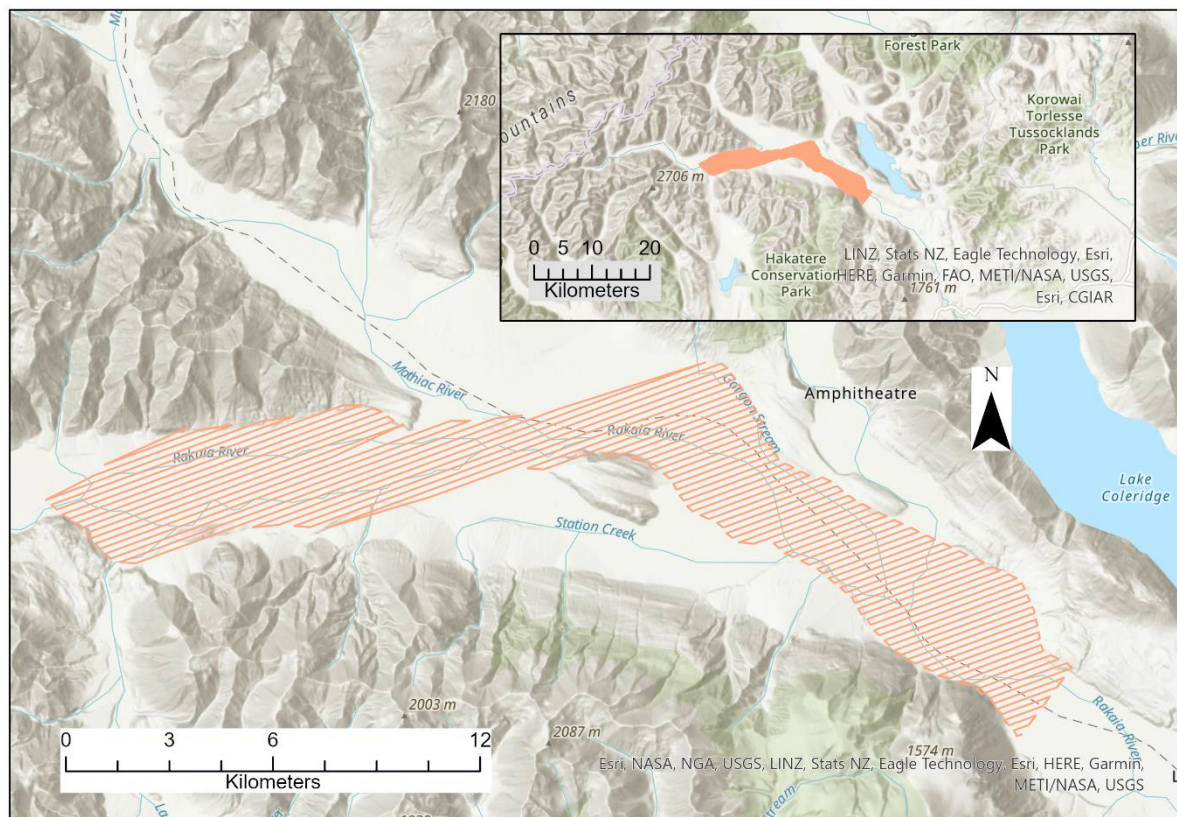 2180
Forest Park
ountains
Korowai
Torlesse
Tussocklands
Park
per River
2706 m
0 5 10 20
Kilometers
Hakatere
Conservation
Park
1761 m
LINZ, Stats NZ, Eagle Technology, Esri,
HERE, Garmin, FAO, METI/NASA, USGS,
Esri, CGIAR
Mathiac River
Gorgon Stream
Amphitheatre
N
Rakaia River
Rakaia River
Lake
Coleridge
Station Creek
2003 m
2087 m
1574 m
Rakaia River
0 3 6 12
Kilometers
Esri, NASA, NGA, USGS, LINZ, Stats NZ, Eagle Technology, Esri, HERE, Garmin,
METI/NASA, USGS
Stream